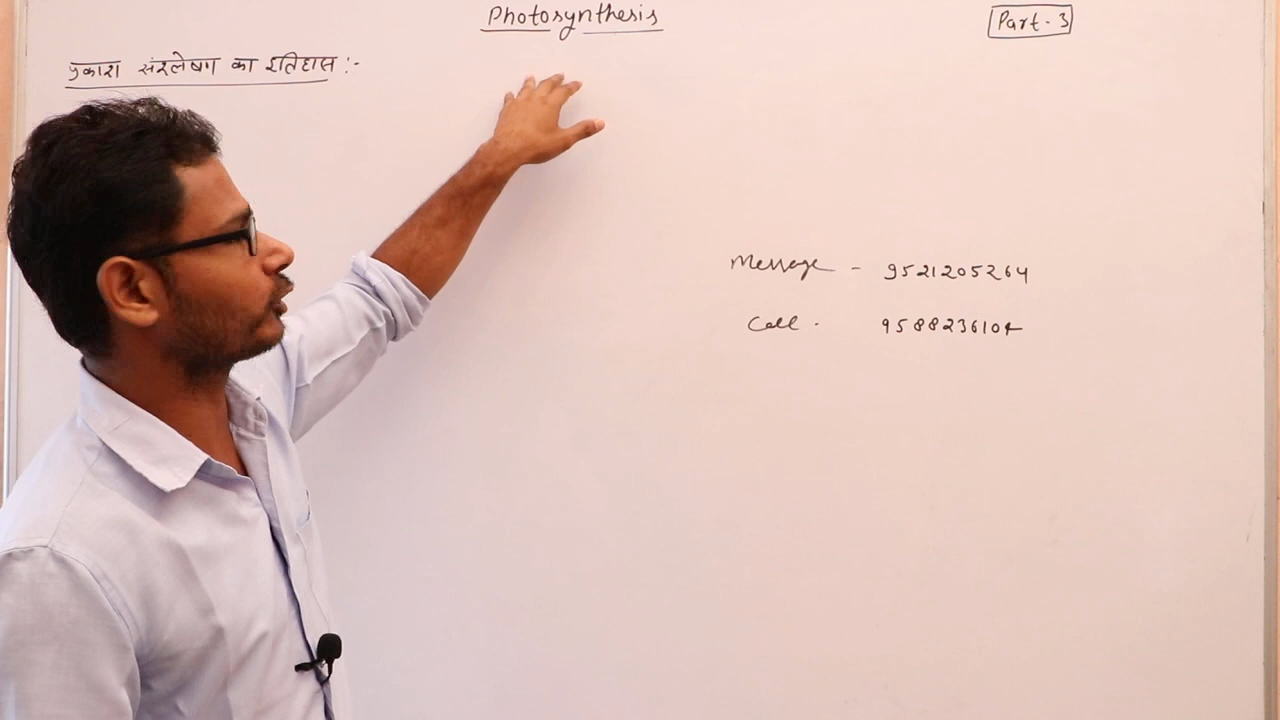 Photosynthesis
Part-3
प्रकाश संश्लेषण का इतिहास :-
Message - 9521205264
Call. 9588236104